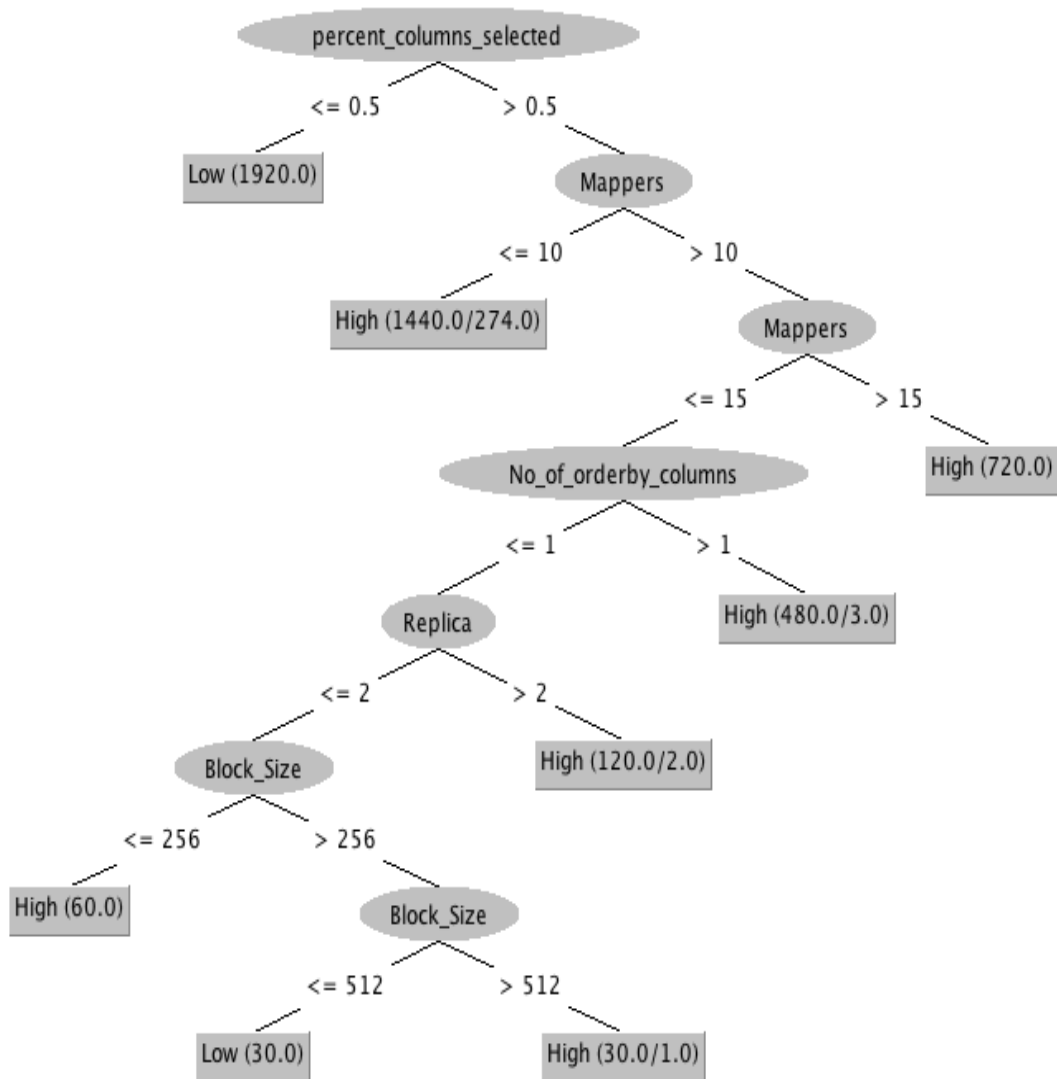 percent_columns_selected
<= 0.5
> 0.5
Low (1920.0)
Mappers
<= 10
> 10
High (1440.0/274.0)
Mappers
<= 15
> 15
No_of_orderby_columns
High (720.0)
<= 1
> 1
Replica
High (480.0/3.0)
<= 2
> 2
Block_Size
High (120.0/2.0)
<= 256
> 256
High (60.0)
Block_Size
<= 512
> 512
Low (30.0)
High (30.0/1.0)